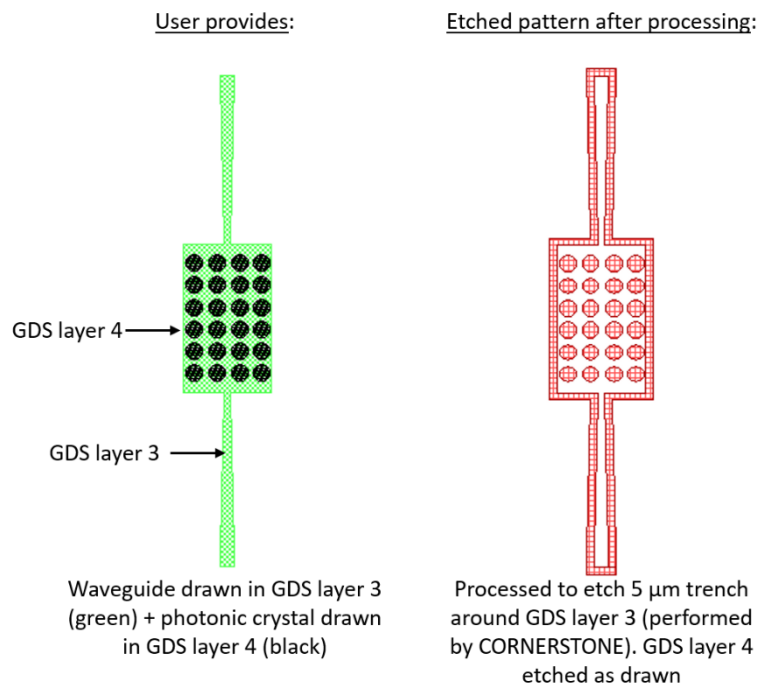 User provides:
Etched pattern after processing:
GDS layer 4
GDS layer 3
Waveguide drawn in GDS layer 3
(green) + photonic crystal drawn
in GDS layer 4 (black)
Processed to etch 5 μm trench
around GDS layer 3 (performed
by CORNERSTONE). GDS layer 4
etched as drawn